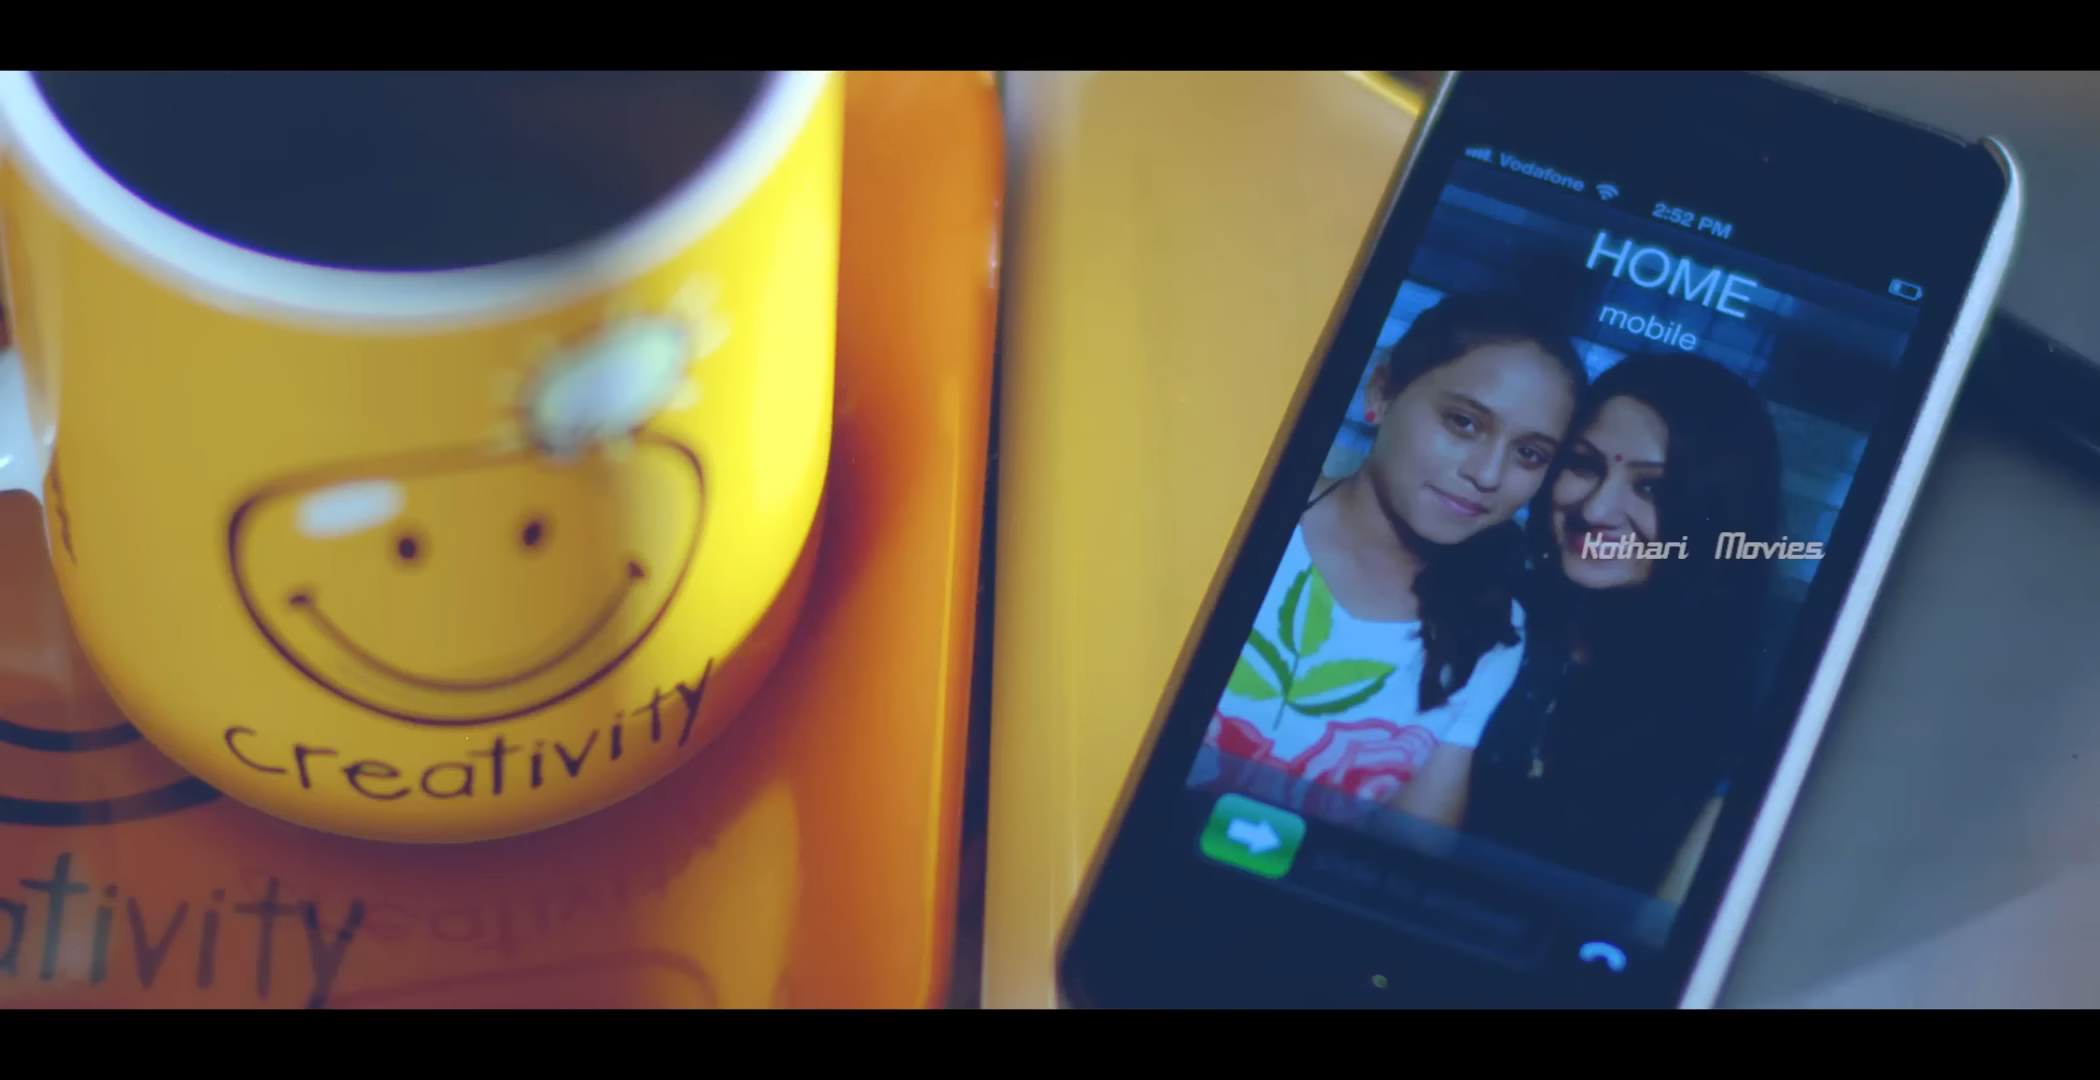 creativity
ativity
Vodafone 2:52 PM
HOME
mobile
Kothari Movies